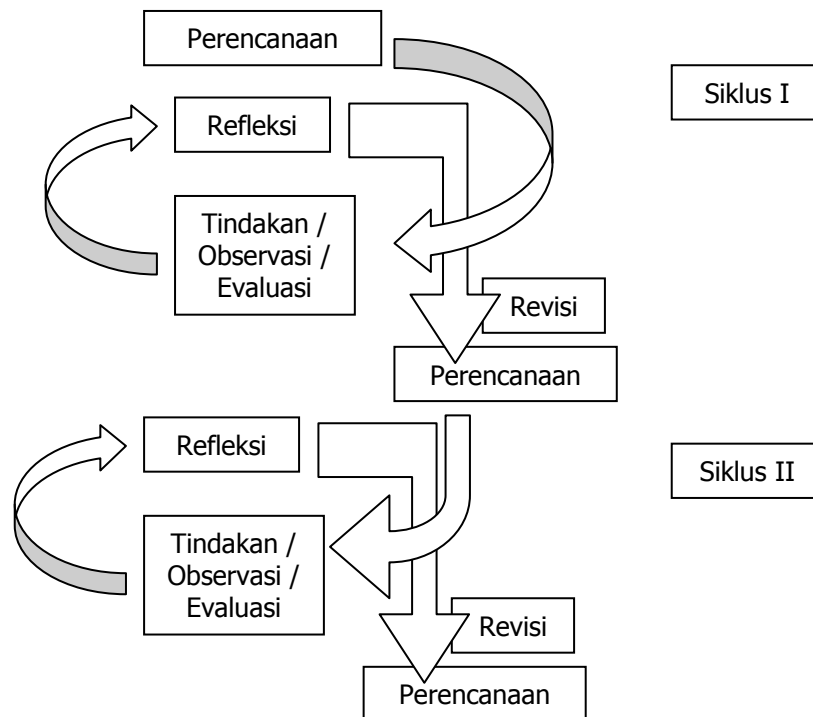 Perencanaan
Siklus I
Refleksi
Tindakan /
Observasi /
Evaluasi
Revisi
Perencanaan
Refleksi
Siklus II
Tindakan /
Observasi /
Evaluasi
Revisi
Perencanaan